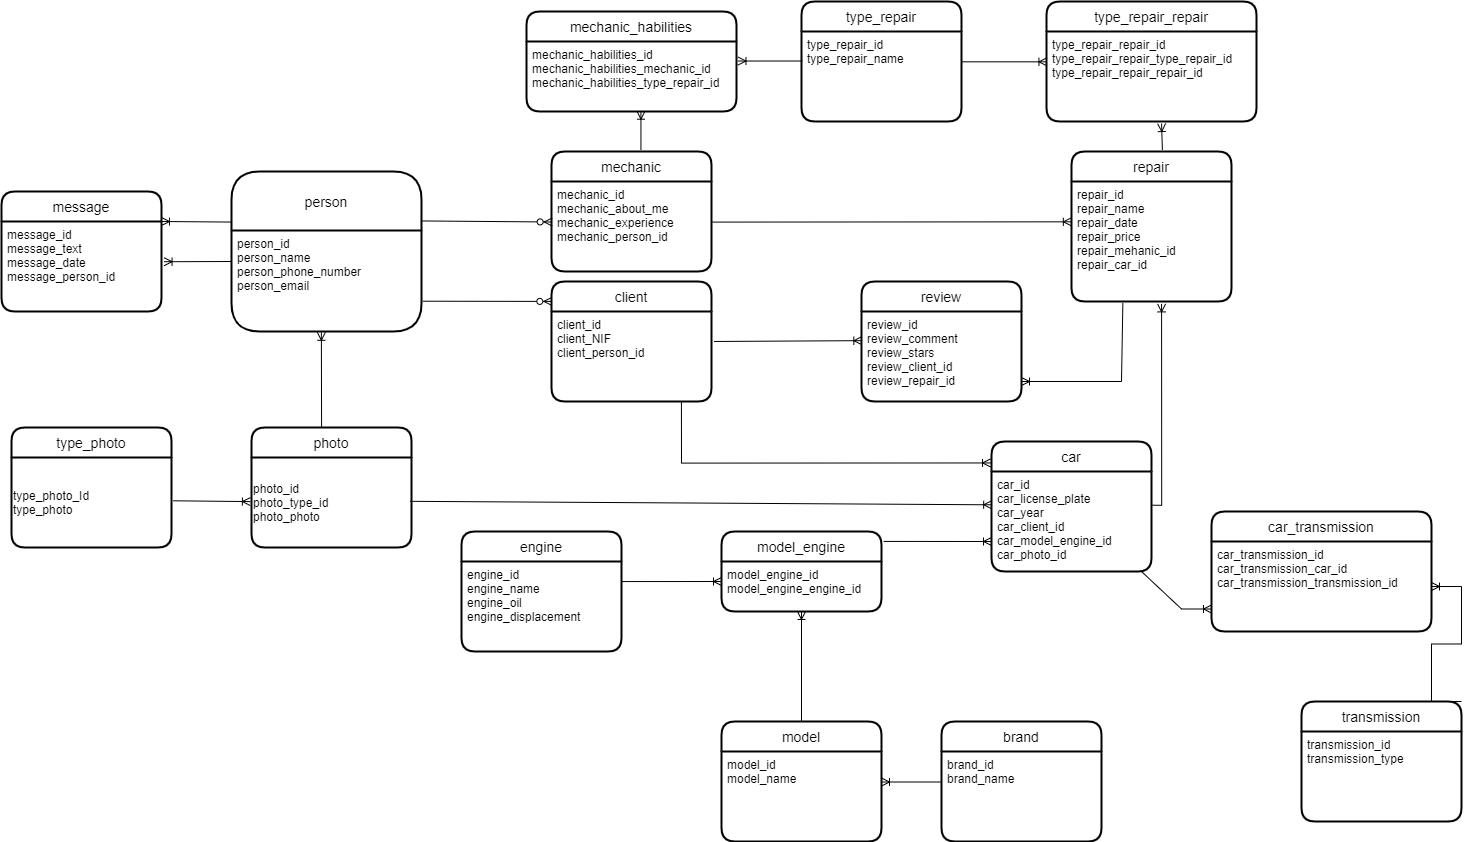 mechanic_habilities
mechanic_habilities_id
mechanic_habilities_mechanic_id
mechanic_habilities_type_repair_id
type_repair
type_repair_id
type_repair_name
type_repair_repair
type_repair_repair_id
type_repair_repair_type_repair_id
type_repair_repair_repair_id
message
message_id
message_text
message_date
message_person_id
person
person_id
person_name
person_phone_number
person_email
mechanic
mechanic_id
mechanic_about_me
mechanic_experience
mechanic_person_id
repair
repair_id
repair_name
repair_date
repair_price
repair_mehanic_id
repair_car_id
client
client_id
client_NIF
client_person_id
review
review_id
review_comment
review_stars
review_client_id
review_repair_id
type_photo
type_photo_Id
type_photo
photo
photo_id
photo_type_id
photo_photo
car
car_id
car_license_plate
car_year
car_client_id
car_model_engine_id
car_photo_id
engine
engine_id
engine_name
engine_oil
engine_displacement
model_engine
model_engine_id
model_engine_engine_id
car_transmission
car_transmission_id
car_transmission_car_id
car_transmission_transmission_id
model
model_id
model_name
brand
brand_id
brand_name
transmission
transmission_id
transmission_type